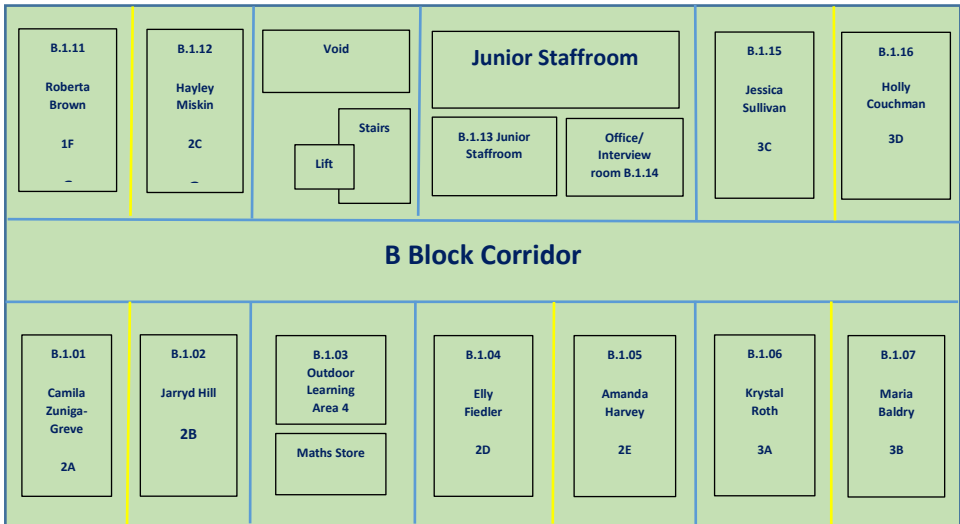 B.1.11
Roberta
Brown
1F
B.1.12
Hayley
Miskin
2C
Void
Stairs
Lift
Junior Staffroom
B.1.13 Junior
Staffroom
Office/
Interview
room B.1.14
B.1.15
Jessica
Sullivan
3C
B.1.16
Holly
Couchman
3D
B Block Corridor
B.1.01
Camila
Zuniga-
Greve
2A
B.1.02
Jarryd Hill
2B
B.1.03
Outdoor
Learning
Area 4
Maths Store
B.1.04
Elly
Fiedler
2D
B.1.05
Amanda
Harvey
2E
B.1.06
Krystal
Roth
3A
B.1.07
Maria
Baldry
3B